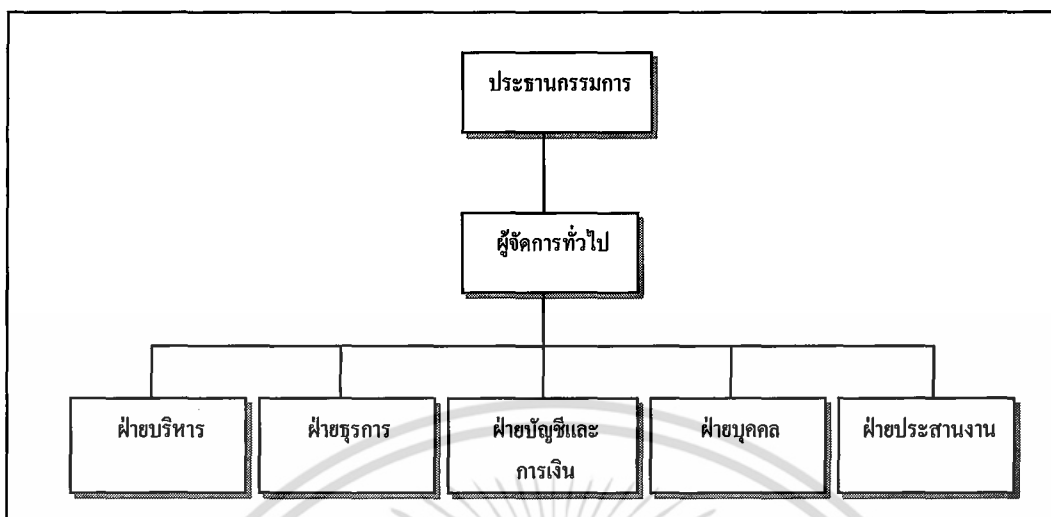 ประธานกรรมการ
ผู้จัดการทั่วไป
ฝ่ายบริหาร
ฝ่ายธุรการ
ฝ่ายบัญชีและ
การเงิน
ฝ่ายบุคคล
ฝ่ายประสานงาน